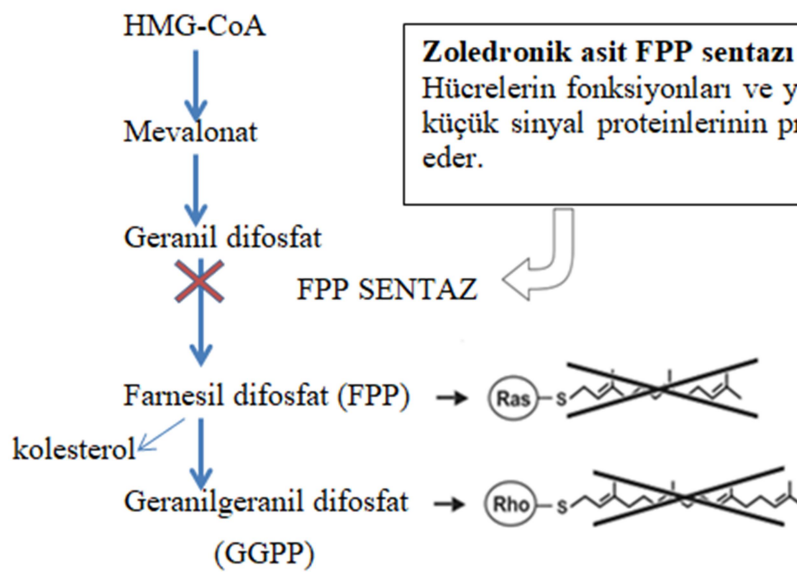 HMG-CoA
Zoledronik asit FPP sentazı
Hücrelerin fonksiyonları ve
küçük sinyal proteinlerinin
eder.
Mevalonat
Geranil difosfat
FPP SENTAZ
Farnesil difosfat (FPP)
Ras
S
kolesterol
Geranilgeranil difosfat
(GGPP)
Rho
S